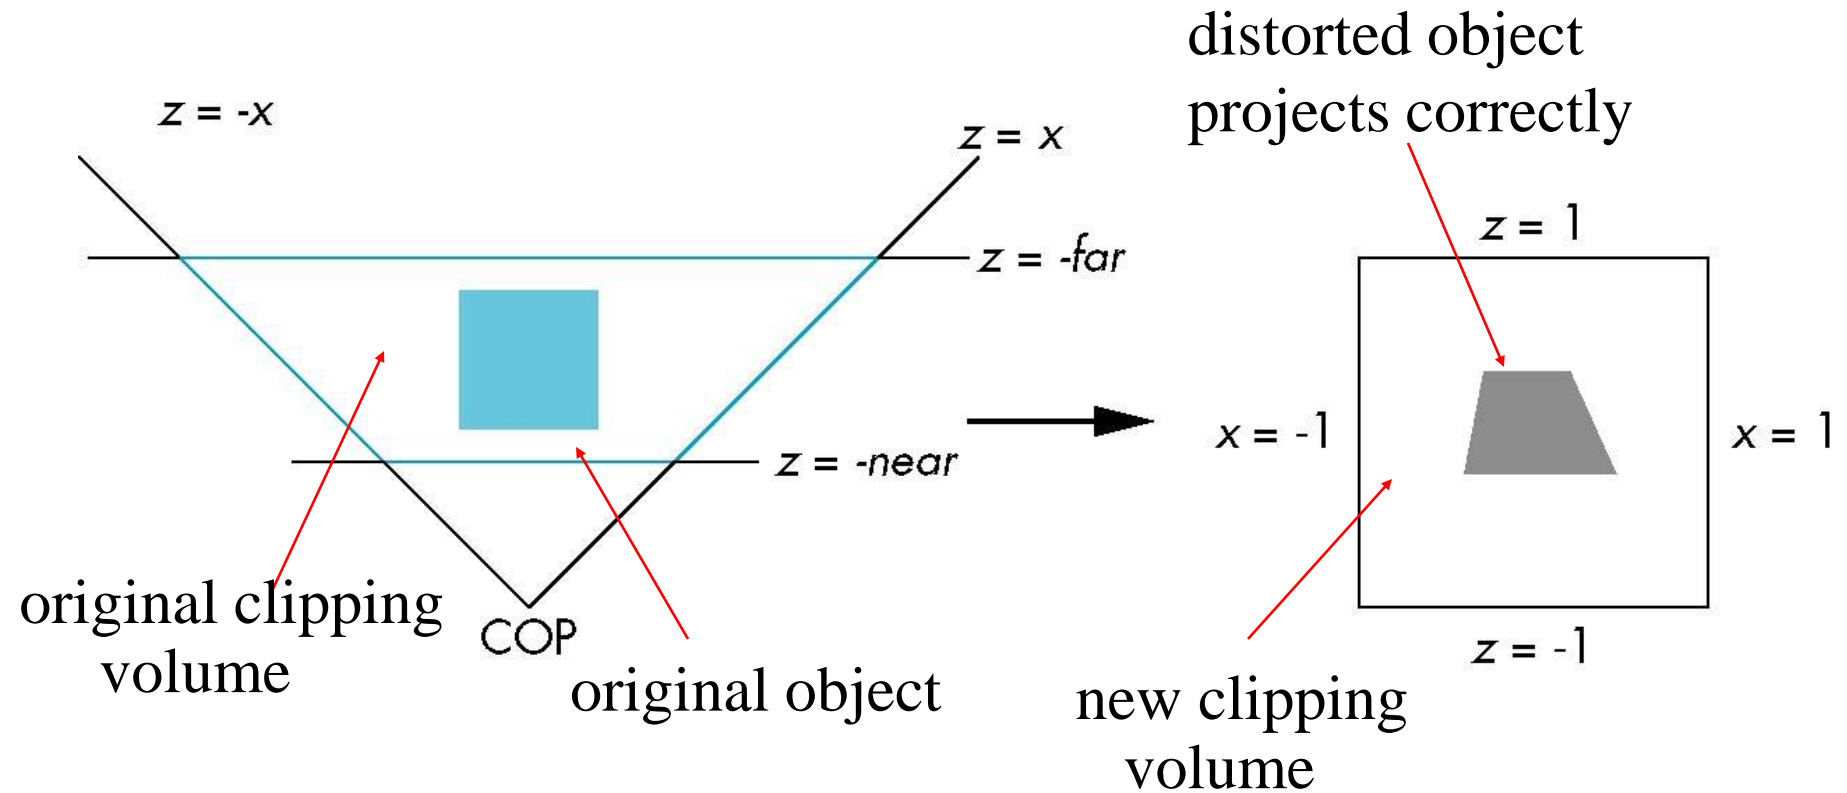 distorted object
projects correctly
z = -x
z = x
z = -far
z = -near
COP
original clipping
volume
original object
z = 1
x = -1
x = 1
z = -1
new clipping
volume